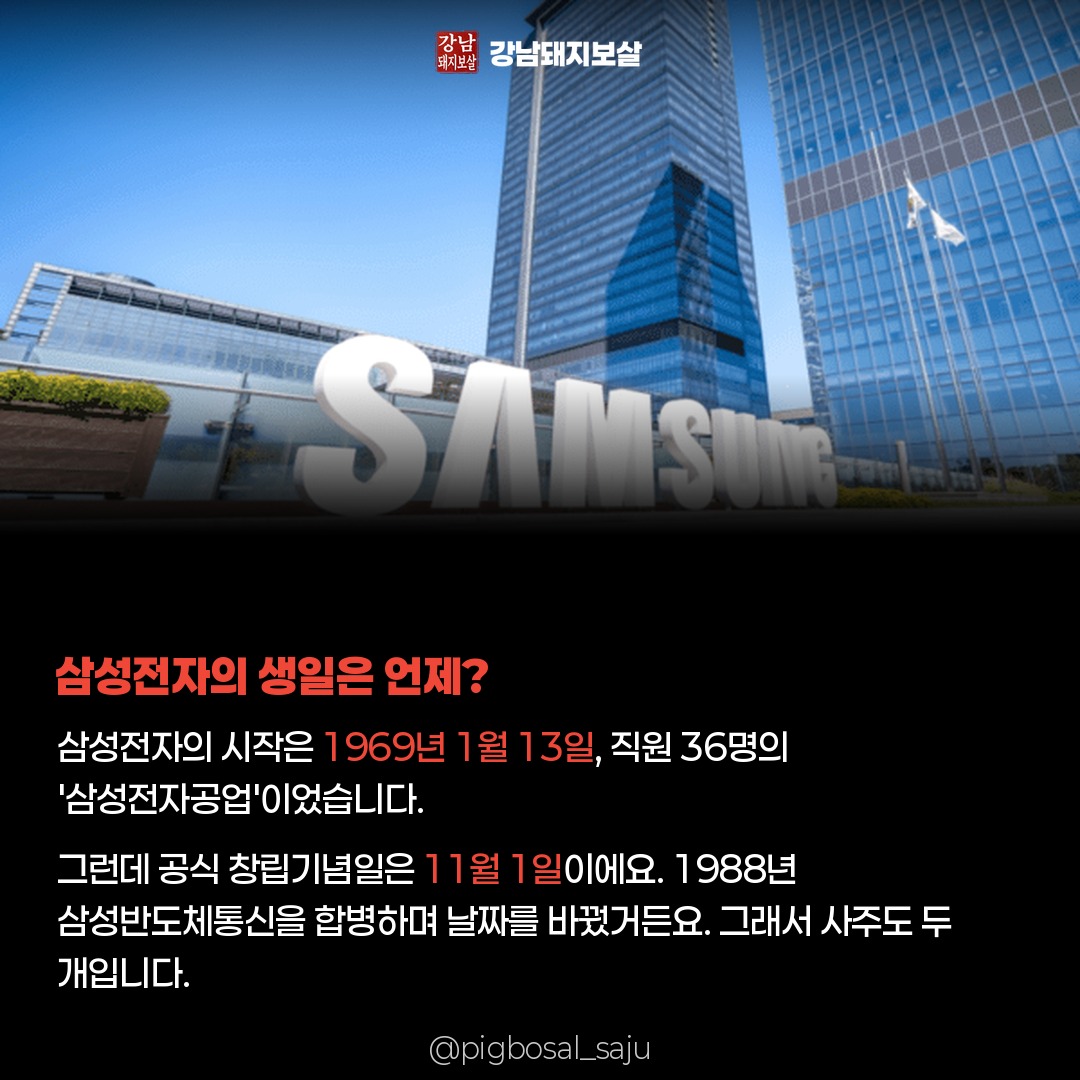 강남
돼지보살
강남돼지보살
SAMSUNG
삼성전자의 생일은 언제?
삼성전자의 시작은 1969년 1월 13일, 직원 36명의
'삼성전자공업'이었습니다.
그런데 공식 창립기념일은 11월 1일이에요. 1988년
삼성반도체통신을 합병하며 날짜를 바꿨거든요. 그래서 사주도 두
개입니다.
@pigbosal_saju